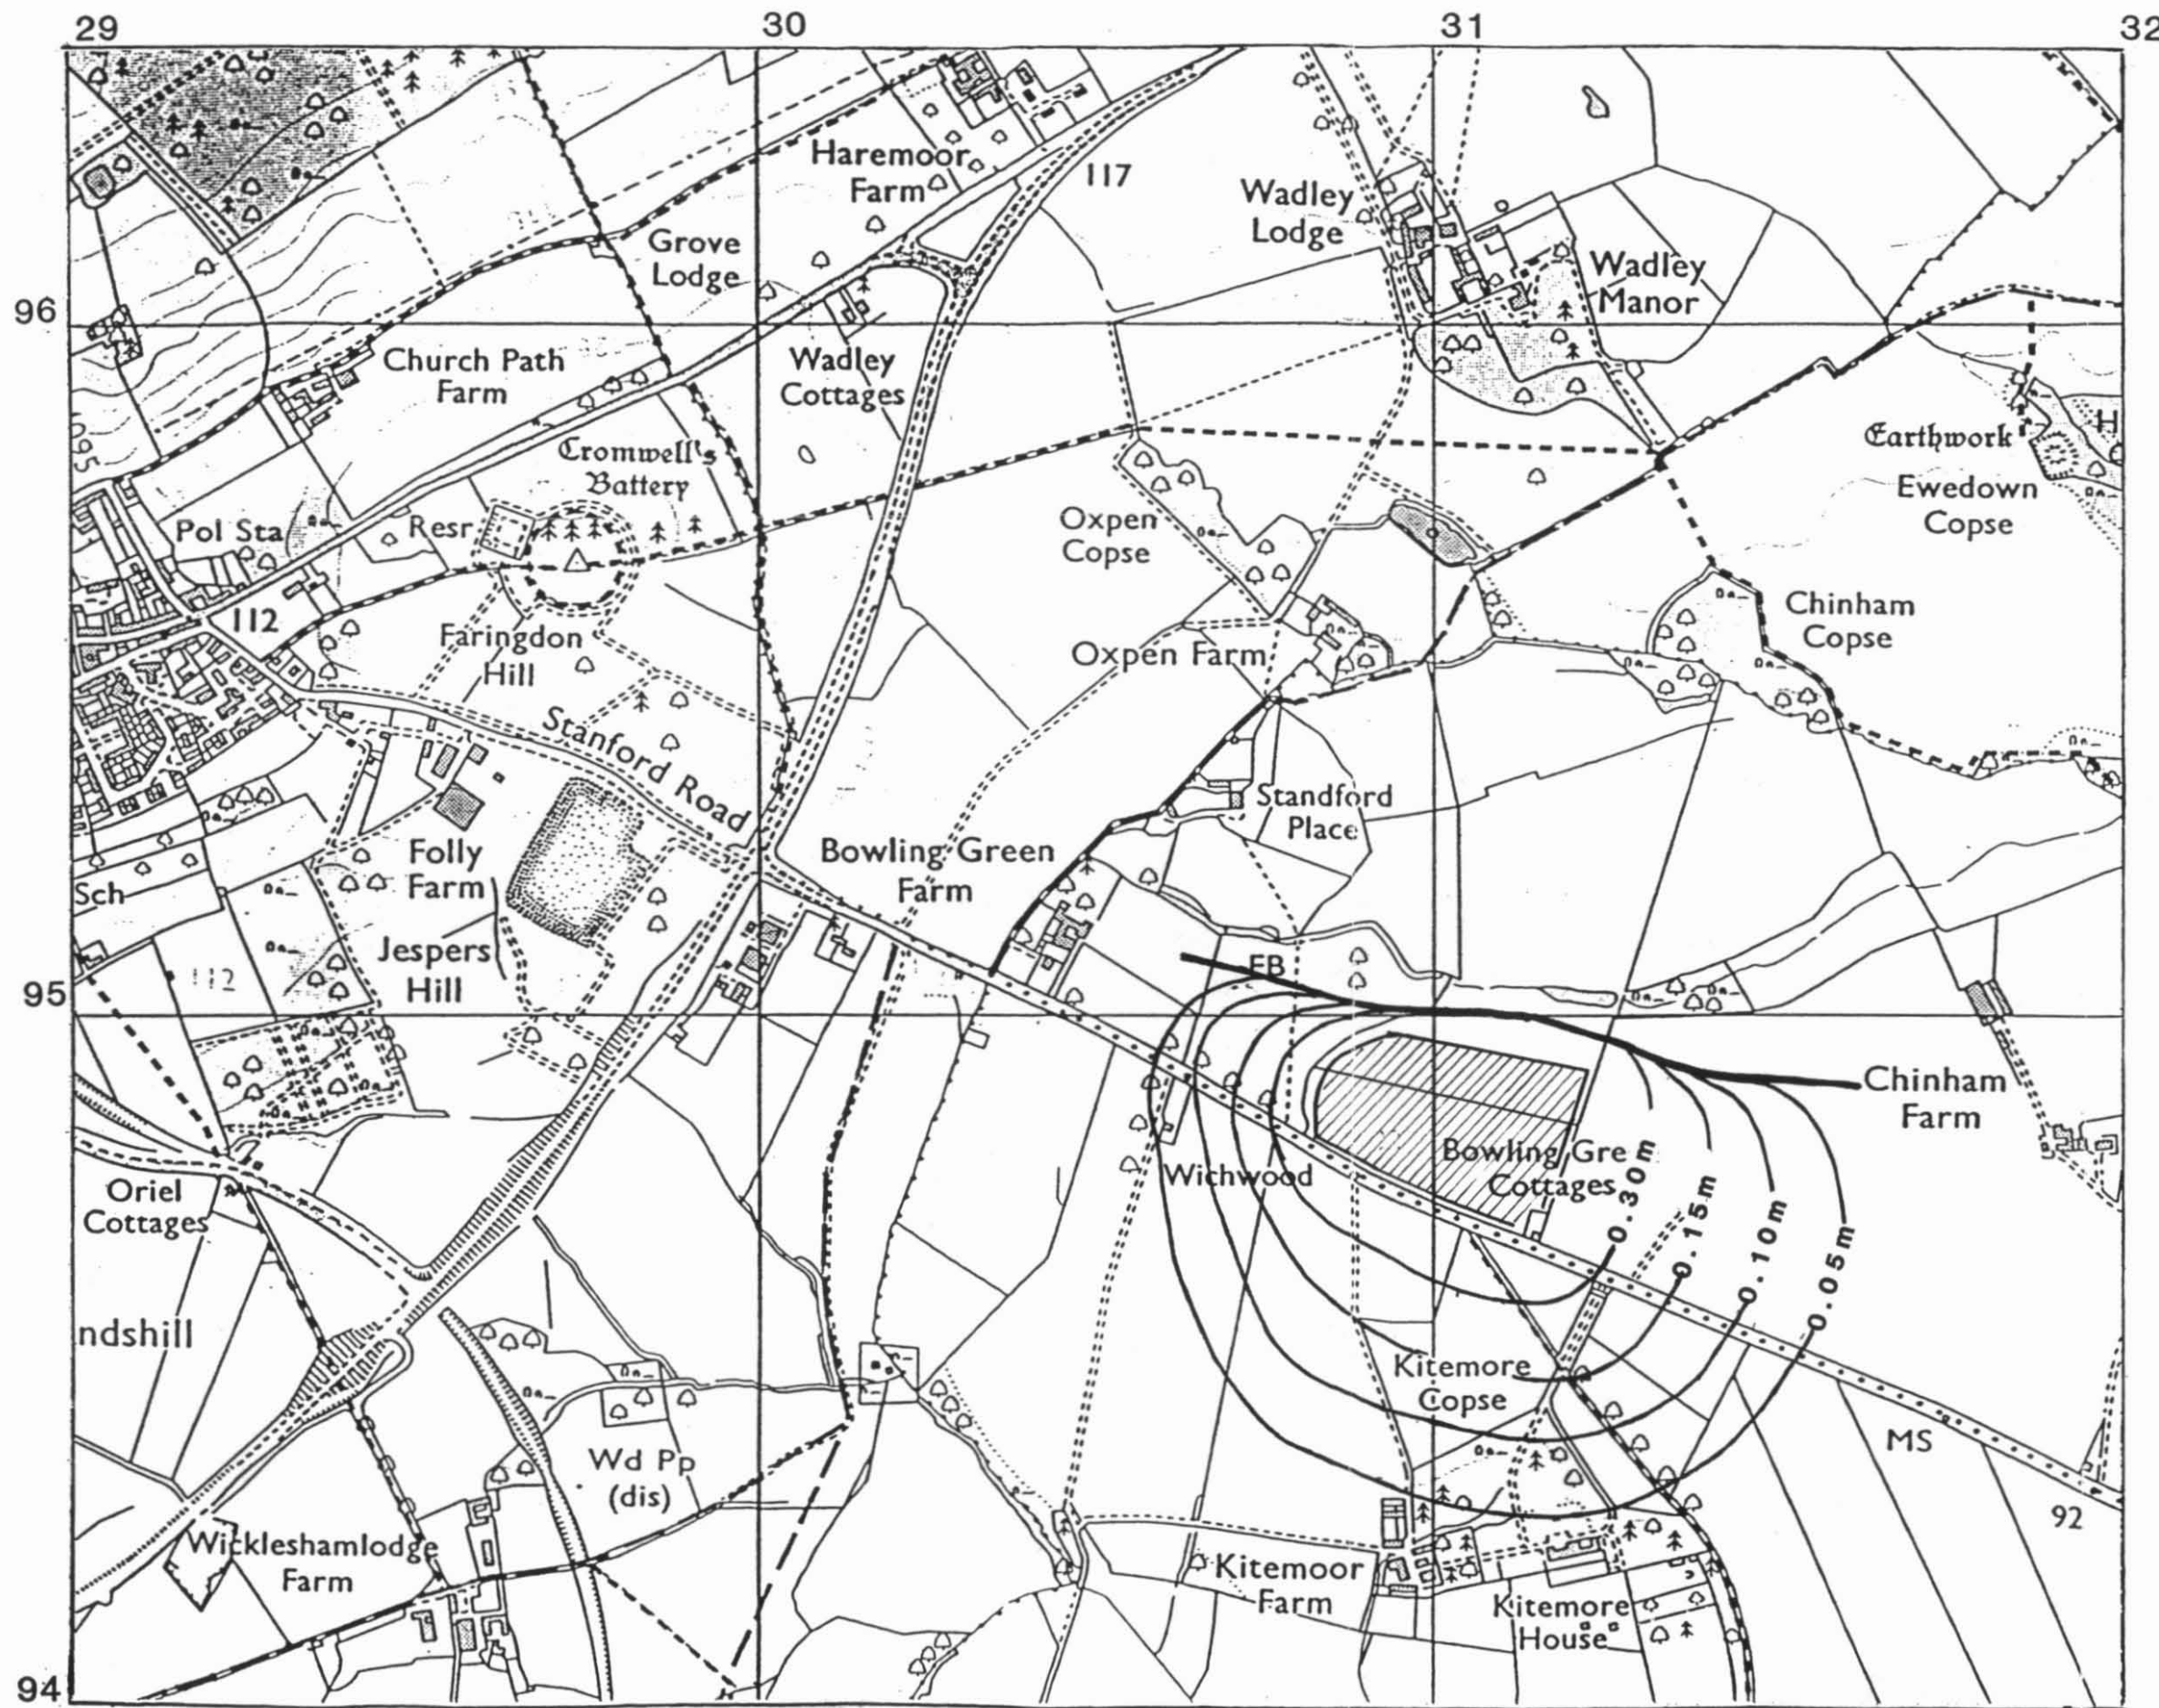 29
30
31
32
Haremoor
Farm
117
Wadley
Lodge
Grove
Lodge
Wadley
Manor
96
Church Path
Farm
Wadley
Cottages
Cromwell's
Battery
Earthwork
H
Ewedown
Copse
Pol Sta
Resr
Oxpen
Copse
112
Faringdon
Hill
Chinham
Copse
Oxpen Farm
Stanford Road
Standford
Place
Folly
Farm
Bowling Green
Farm
Sch
Jespers
Hill
112
FB
95
Chinham
Farm
Bowling Gre
Cottages
Wichwood
0.30m
0.15m
0.10m
0.05m
Oriel
Cottages
ndshill
Kitemore
Copse
MS
Wd Pp
(dis)
92
Wickleshamlodge
Farm
Kitemoor
Farm
Kitemore
House
94